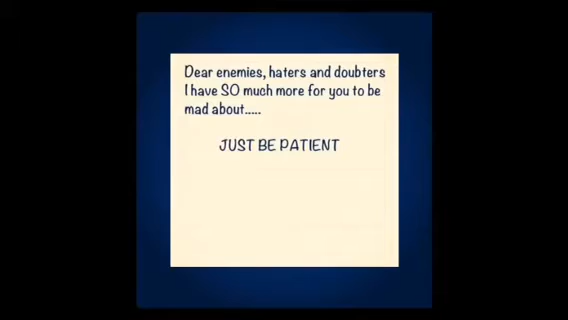 Dear enemies, haters and doubters
I have SO much more for you to be
mad about.....
JUST BE PATIENT